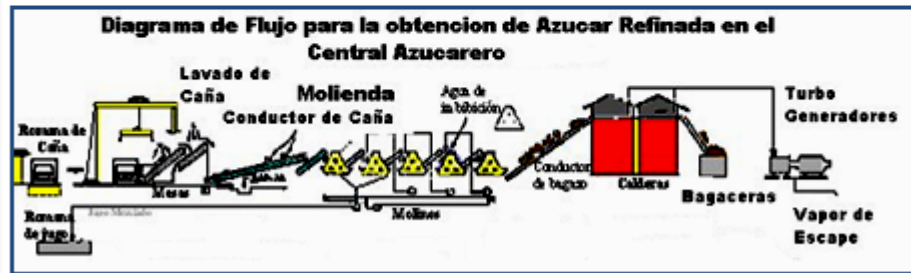 Diagrama de Flujo para la obtencion de Azucar Refinada en el
Central Azucarero
Lavado de
Caña
Molienda
Conductor de Caña
Agua de
imbibición
Turbo
Generadores
Romana de
Caña
Mesas
Conductor
de bagazo
Calderas
Bagaceras
Molinos
Romana
de jugo
Jugo Mezclado
Vapor de
Escape